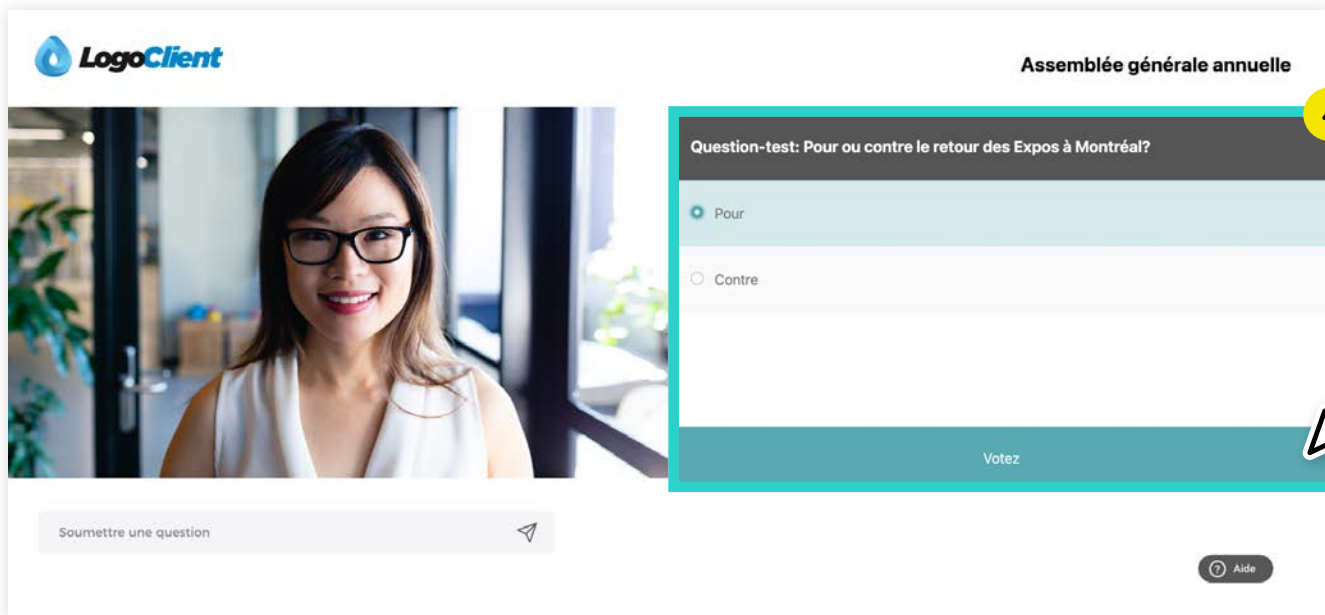 LogoClient
Assemblée générale annuelle
Question-test: Pour ou contre le retour des Expos à Montréal?
Pour
Contre
Votez
Soumettre une question
? Aide